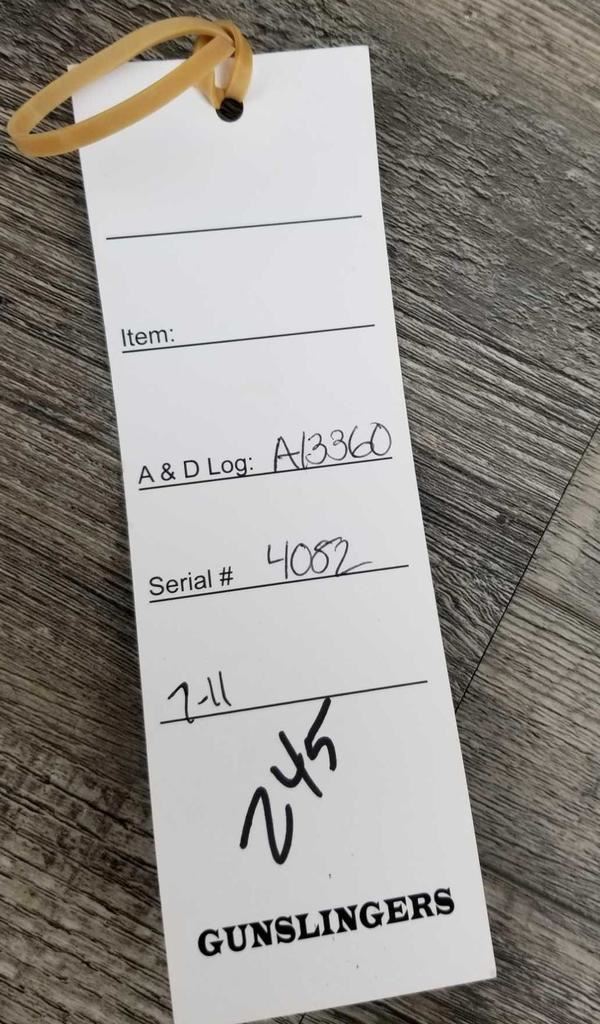 Item:
A & D Log: A13360
Serial # 4082
7-11
245
GUNSLINGERS